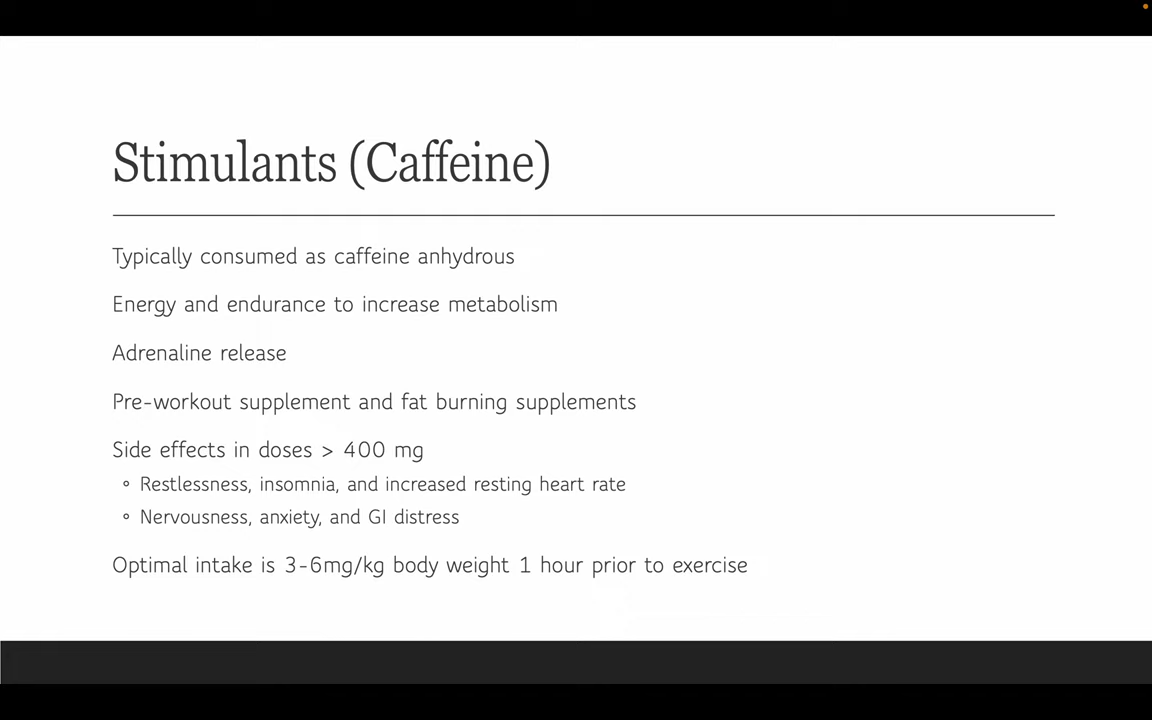 Stimulants (Caffeine)
Typically consumed as caffeine anhydrous
Energy and endurance to increase metabolism
Adrenaline release
Pre-workout supplement and fat burning supplements
Side effects in doses > 400 mg
◦ Restlessness, insomnia, and increased resting heart rate
◦ Nervousness, anxiety, and GI distress
Optimal intake is 3-6mg/kg body weight 1 hour prior to exercise